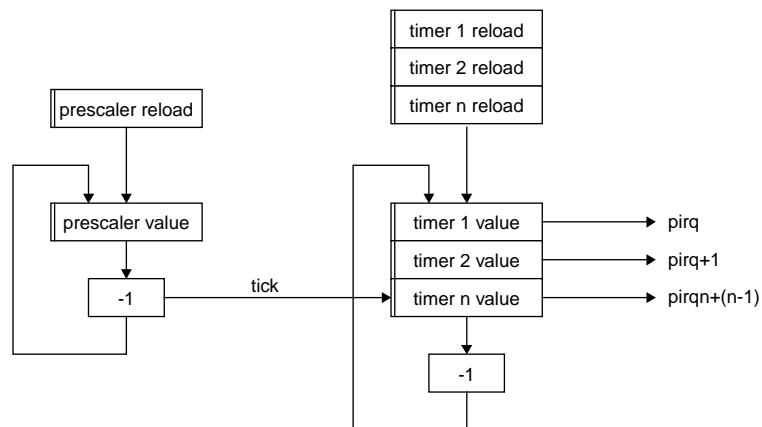 timer 1 reload
timer 2 reload
timer n reload
prescaler reload
prescaler value
-1
tick
timer 1 value
timer 2 value
timer n value
pirq
pirq+1
pirqn+(n-1)
-1